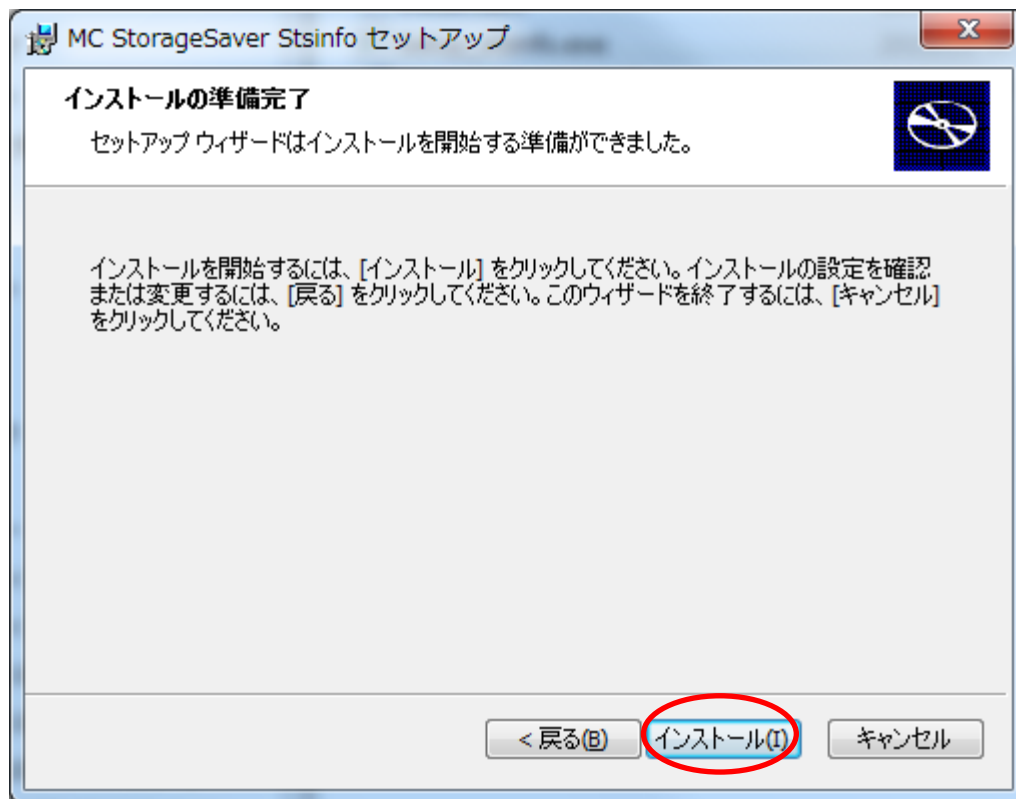 MC StorageSaver Stsinfo セットアップ
インストールの準備完了
セットアップ ウィザードはインストールを開始する準備ができました。
インストールを開始するには、[インストール] をクリックしてください。インストールの設定を確認
または変更するには、[戻る] をクリックしてください。このウィザードを終了するには、[キャンセル]
をクリックしてください。
< 戻る(B) インストール(I) キャンセル